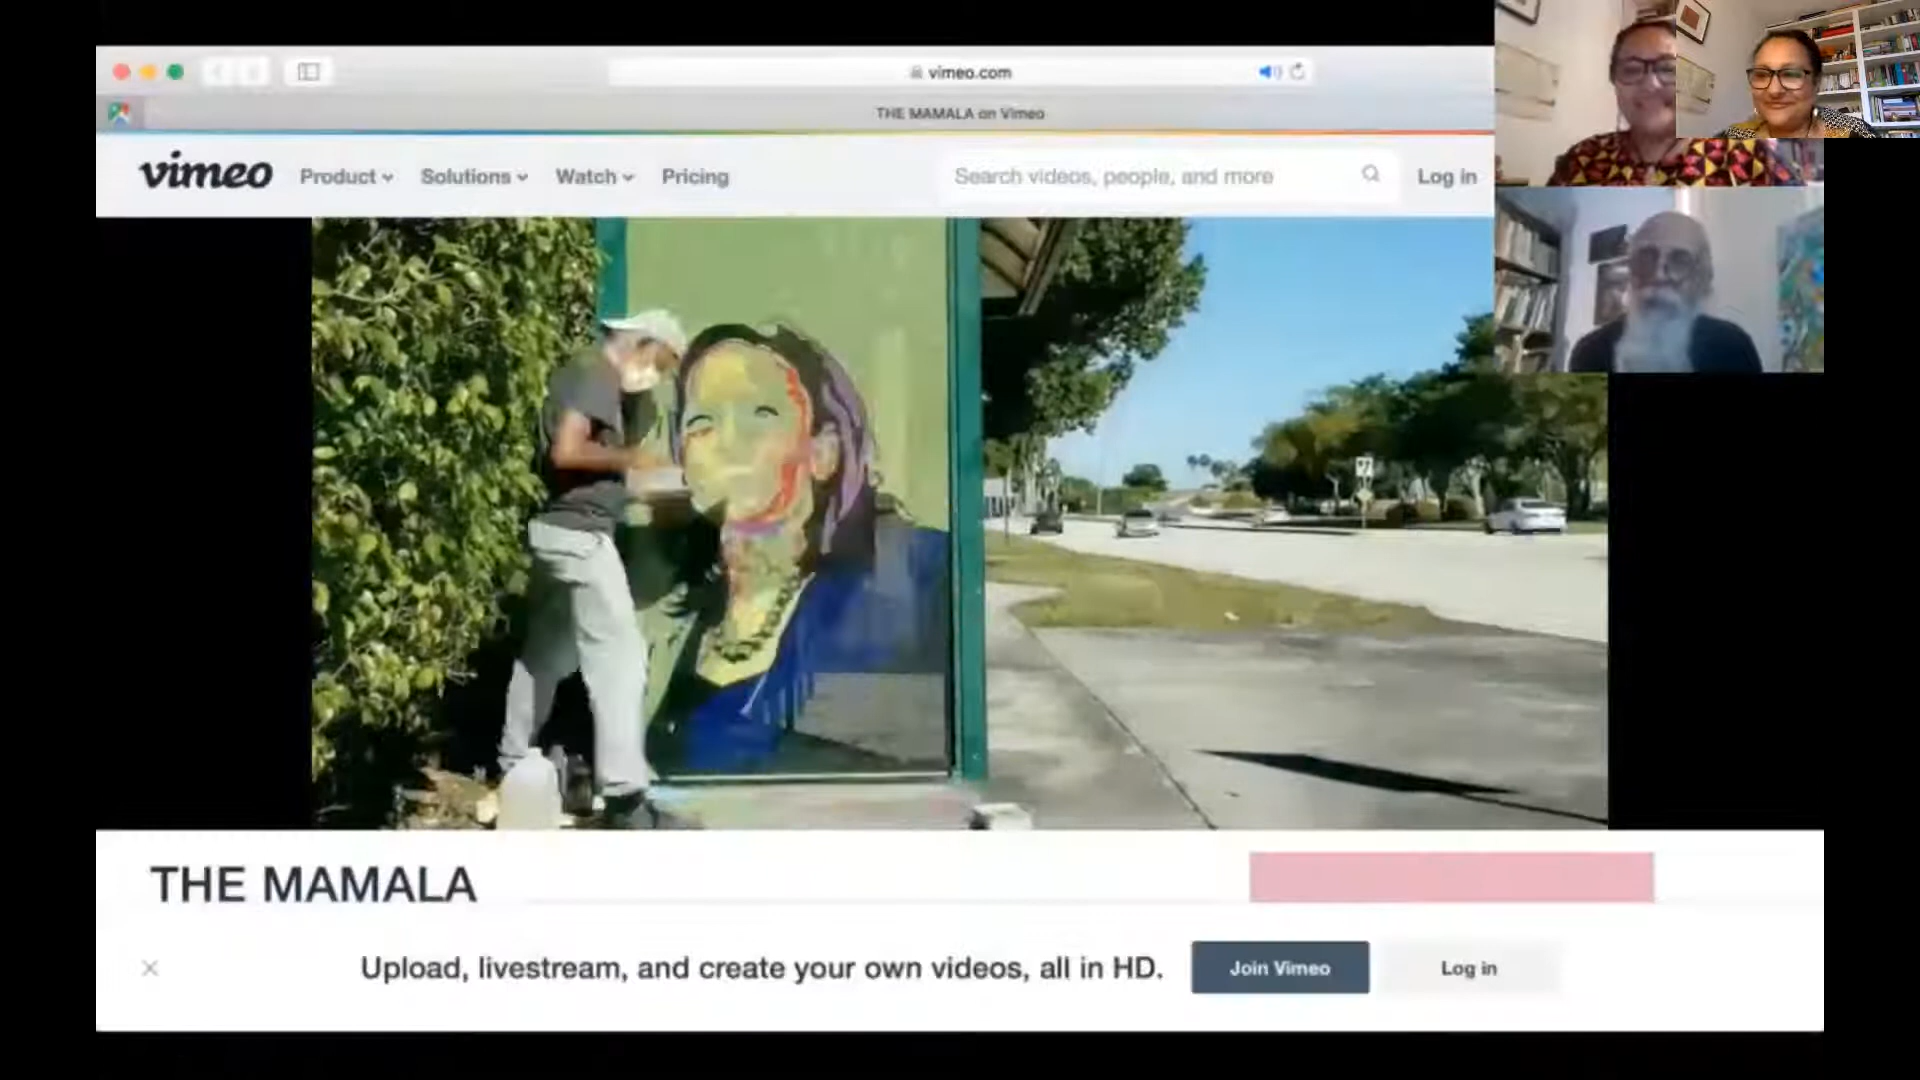 vimeo.com
THE MAMALA on Vimeo
vimeo Product Solutions Watch Pricing Search videos, people, and more Log in
THE MAMALA
Upload, livestream, and create your own videos, all in HD. Join Vimeo Log in